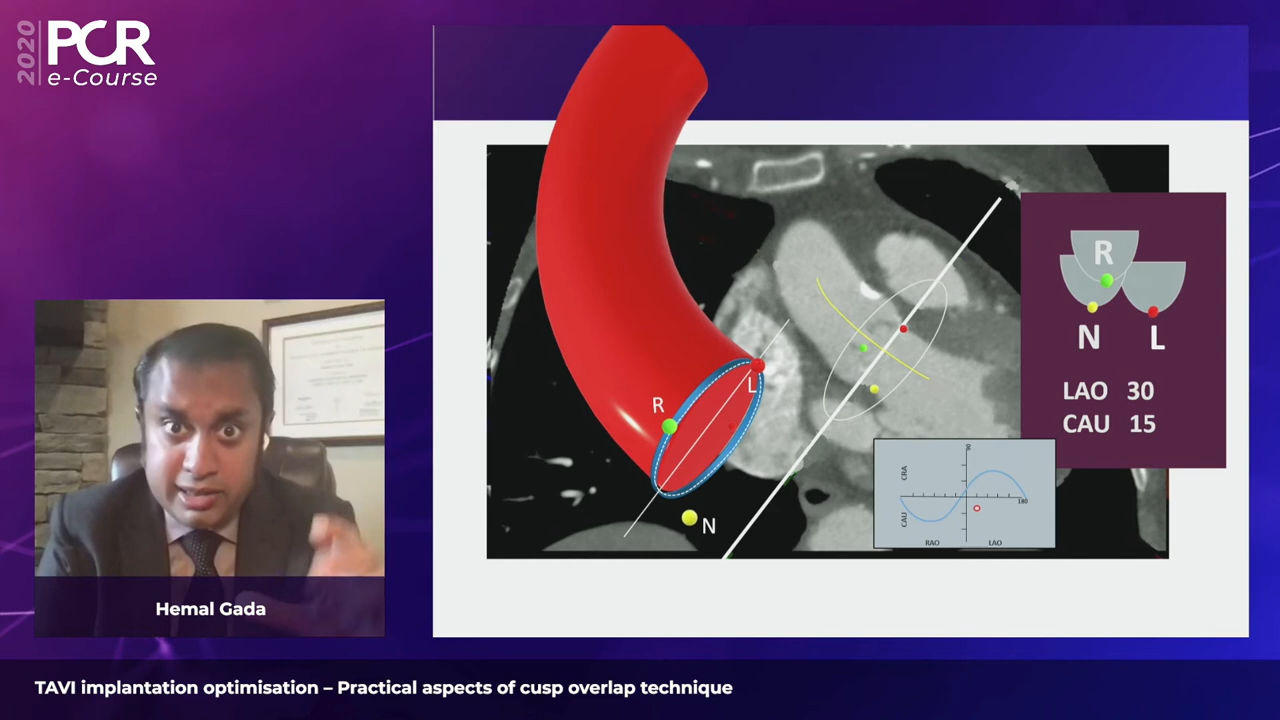 2020
PCR
e-Course
R
L
N
R
N
L
LAO 30
CAU 15
CRA
CAU
90
180
RAO
LAO
Hemal Gada
TAVI implantation optimisation – Practical aspects of cusp overlap technique